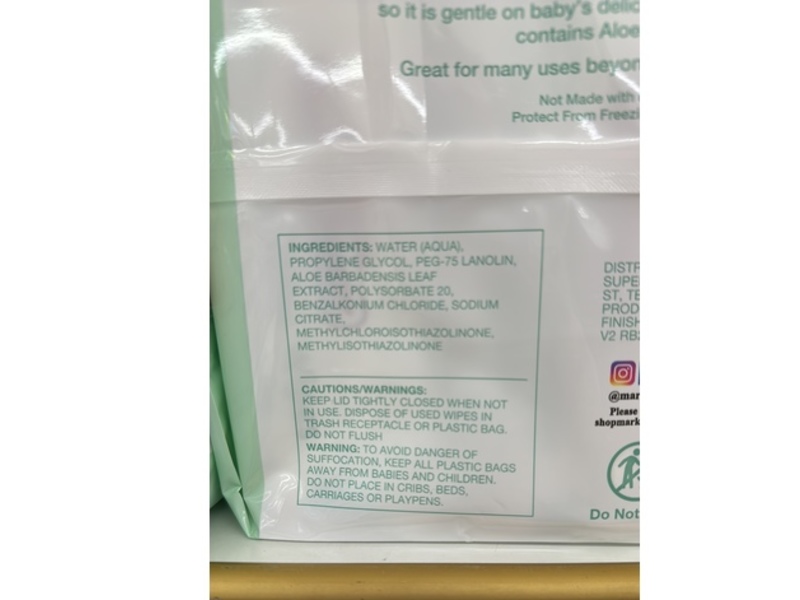 so it is gentle on baby's delic
contains Aloe
Great for many uses beyon
Not Made with
Protect From Freezi
INGREDIENTS: WATER (AQUA),
PROPYLENE GLYCOL, PEG-75 LANOLIN,
ALOE BARBADENSIS LEAF
EXTRACT, POLYSORBATE 20,
BENZALKONIUM CHLORIDE, SODIUM
CITRATE,
METHYLCHLOROISOTHIAZOLINONE,
METHYLISOTHIAZOLINONE
CAUTIONS/WARNINGS:
KEEP LID TIGHTLY CLOSED WHEN NOT
IN USE. DISPOSE OF USED WIPES IN
TRASH RECEPTACLE OR PLASTIC BAG.
DO NOT FLUSH
WARNING: TO AVOID DANGER OF
SUFFOCATION, KEEP ALL PLASTIC BAGS
AWAY FROM BABIES AND CHILDREN.
DO NOT PLACE IN CRIBS, BEDS,
CARRIAGES OR PLAYPENS.
DISTR
SUPE
ST, TE
PROD
FINISH
V2 RB
@mar
Please
shopmark
Do Not